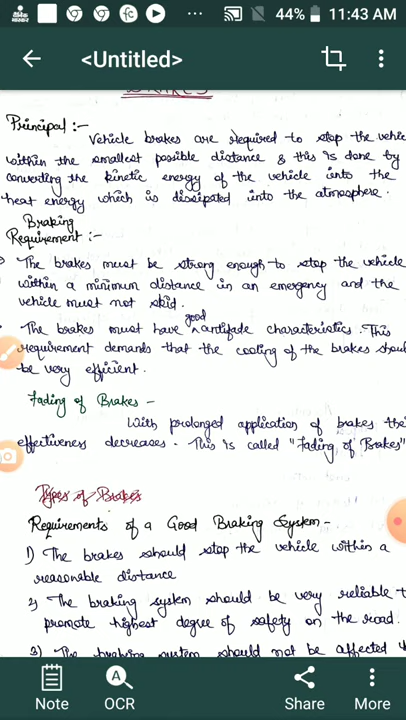 44% 11:43 AM
<Untitled>
BRAKES
Principal :-
Vehicle brakes are required to stop the vehic
within the smallest possible distance & this is done by
converting the kinetic energy of the vehicle into the
heat energy which is dissipated into the atmosphere.
Braking
Requirement :-
The brakes must be strong enough to stop the vehicle
within a minimum distance in an emergency and the
vehicle must not skid.
good
The brakes must have ^antifade characteristics. This
requirement demands that the cooling of the brakes shou
be very efficient.
Fading of Brakes -
With prolonged application of brakes the
effectiveness decreases. This is called "Fading of Brakes"
Types of Brakes
Requirements of a Good Braking System -
1) The brakes should stop the vehicle within a
reasonable distance
2) The braking system should be very reliable t
promote highest degree of safety on the road.
3) The braking system should not be affected
Note OCR Share More